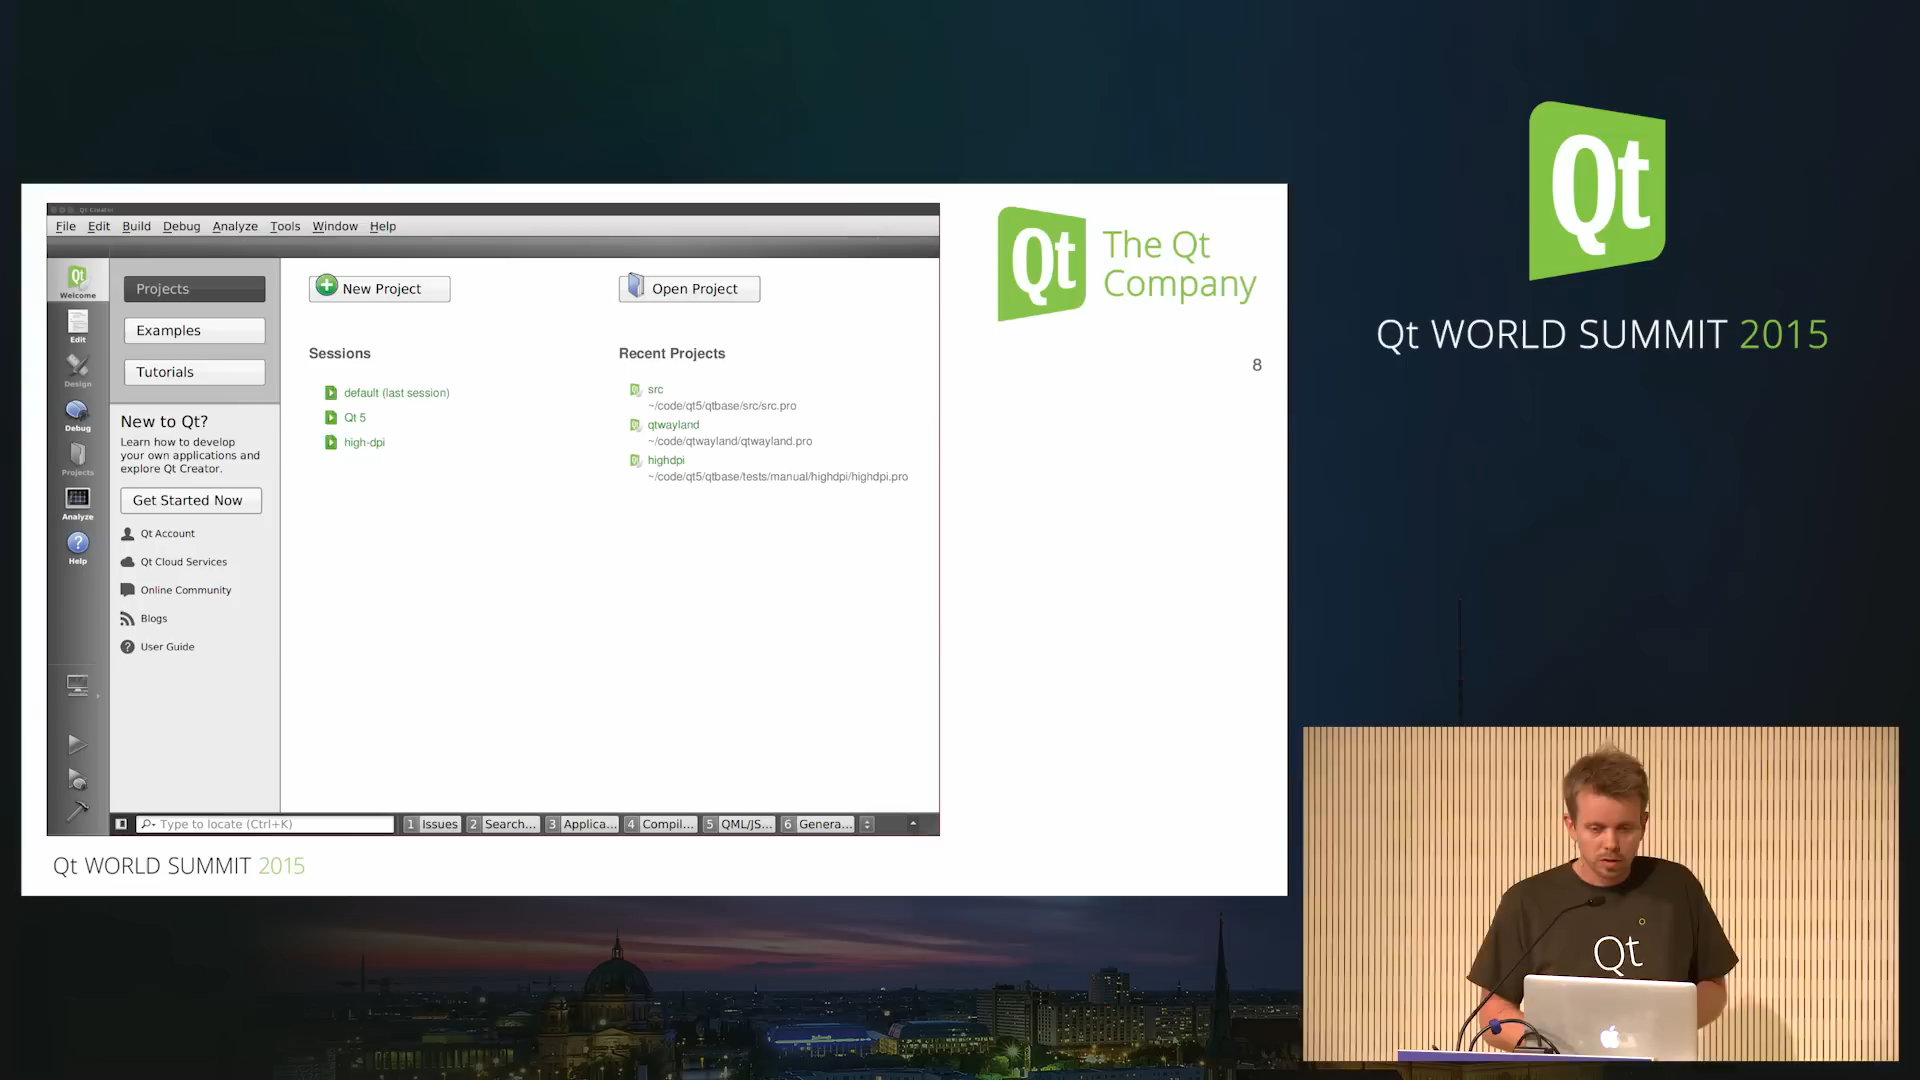 Qt Creator
File Edit Build Debug Analyze Tools Window Help
Qt
Welcome
Edit
Design
Debug
Projects
Analyze
Help
Projects
Examples
Tutorials
New to Qt?
Learn how to develop
your own applications and
explore Qt Creator.
Get Started Now
Qt Account
Qt Cloud Services
Online Community
Blogs
User Guide
New Project
Open Project
Sessions
default (last session)
Qt 5
high-dpi
Recent Projects
src
~/code/qt5/qtbase/src/src.pro
qtwayland
~/code/qtwayland/qtwayland.pro
highdpi
~/code/qt5/qtbase/tests/manual/highdpi/highdpi.pro
Type to locate (Ctrl+K)
1 Issues 2 Search... 3 Applica... 4 Compil... 5 QML/JS... 6 Genera...
Qt WORLD SUMMIT 2015
Qt
The Qt
Company
8
Qt
Qt WORLD SUMMIT 2015
Qt